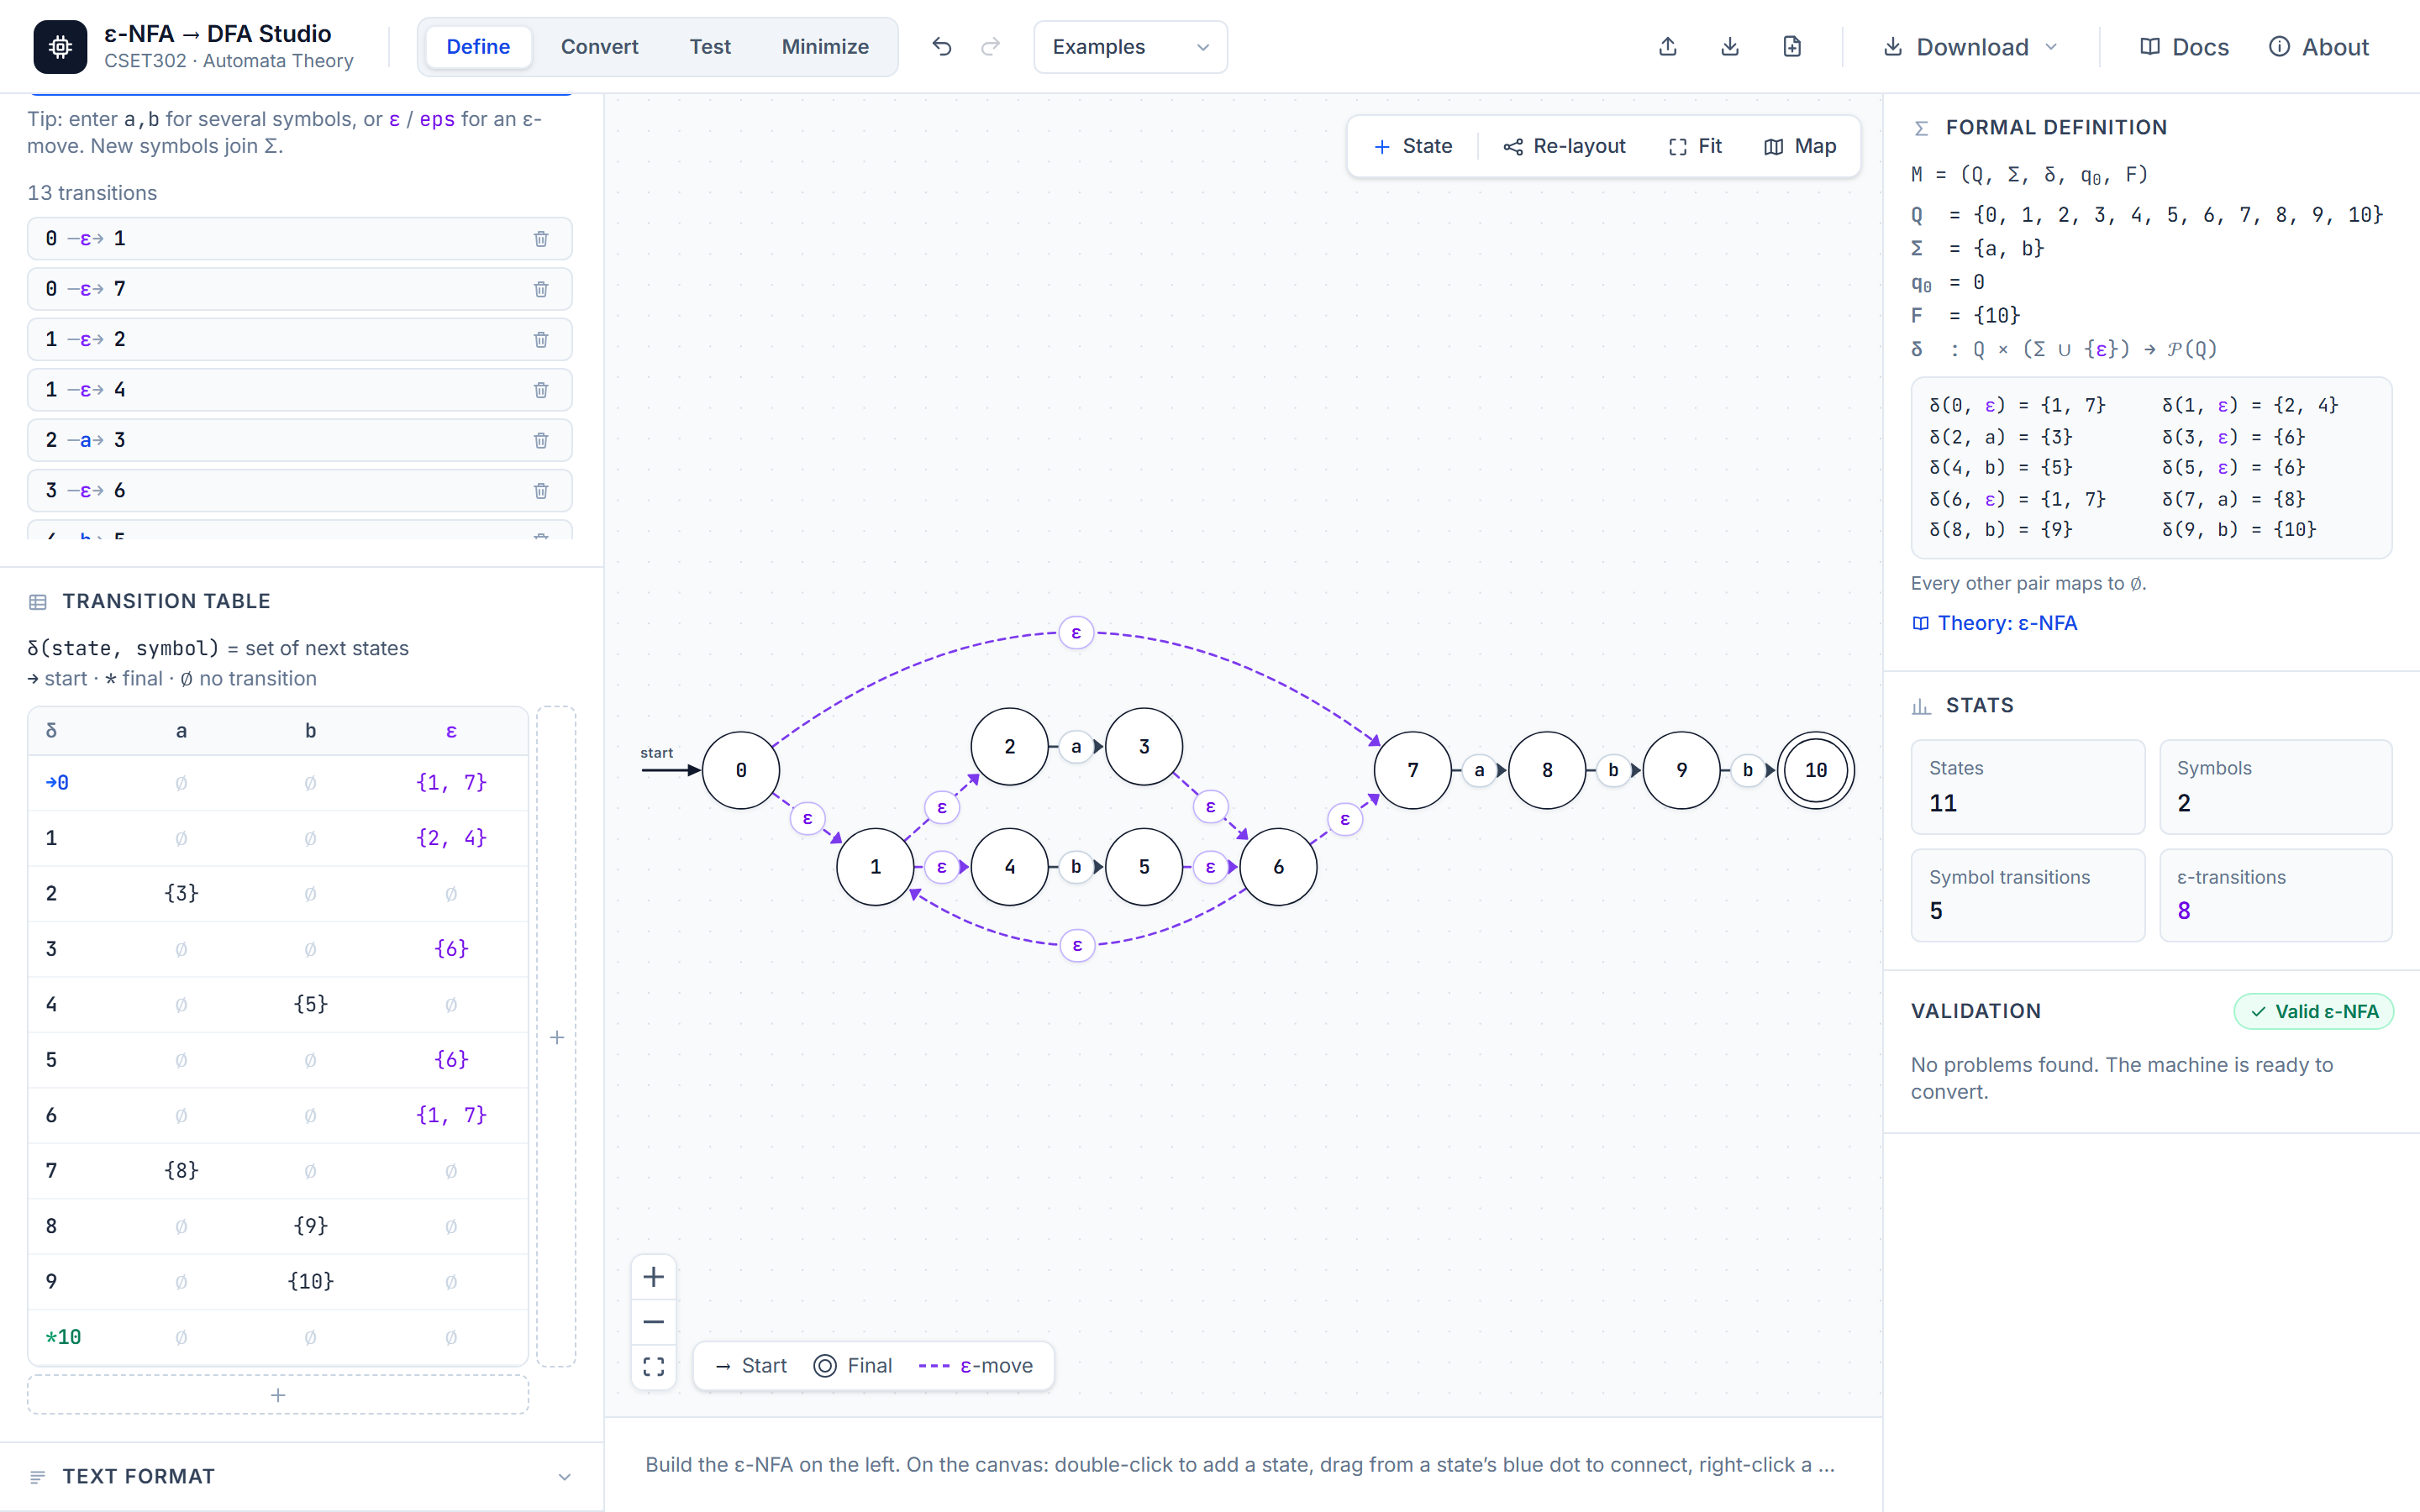 ε-NFA → DFA Studio
CSET302 · Automata Theory
Define
Convert
Test
Minimize
Examples
Download
Docs
About
Tip: enter a,b for several symbols, or ε / eps for an ε-
move. New symbols join Σ.
13 transitions
0 —ε→ 1
0 —ε→ 7
1 —ε→ 2
1 —ε→ 4
2 —a→ 3
3 —ε→ 6
TRANSITION TABLE
δ(state, symbol) = set of next states
→ start · * final · ∅ no transition
δ a b ε
→0 ∅ ∅ {1, 7}
1 ∅ ∅ {2, 4}
2 {3} ∅ ∅
3 ∅ ∅ {6}
4 ∅ {5} ∅
5 ∅ ∅ {6}
6 ∅ ∅ {1, 7}
7 {8} ∅ ∅
8 ∅ {9} ∅
9 ∅ {10} ∅
*10 ∅ ∅ ∅
+
+
TEXT FORMAT
+ State
Re-layout
Fit
Map
ε
start
0
2
a
3
7
a
8
b
9
b
10
ε
ε
ε
ε
1
ε
4
b
5
ε
6
ε
→ Start
Final
ε-move
Build the ε-NFA on the left. On the canvas: double-click to add a state, drag from a state’s blue dot to connect, right-click a ...
Σ FORMAL DEFINITION
M = (Q, Σ, δ, q₀, F)
Q = {0, 1, 2, 3, 4, 5, 6, 7, 8, 9, 10}
Σ = {a, b}
q₀ = 0
F = {10}
δ : Q × (Σ ∪ {ε}) → 𝒫(Q)
δ(0, ε) = {1, 7} δ(1, ε) = {2, 4}
δ(2, a) = {3} δ(3, ε) = {6}
δ(4, b) = {5} δ(5, ε) = {6}
δ(6, ε) = {1, 7} δ(7, a) = {8}
δ(8, b) = {9} δ(9, b) = {10}
Every other pair maps to ∅.
Theory: ε-NFA
STATS
States
11
Symbols
2
Symbol transitions
5
ε-transitions
8
VALIDATION
Valid ε-NFA
No problems found. The machine is ready to
convert.